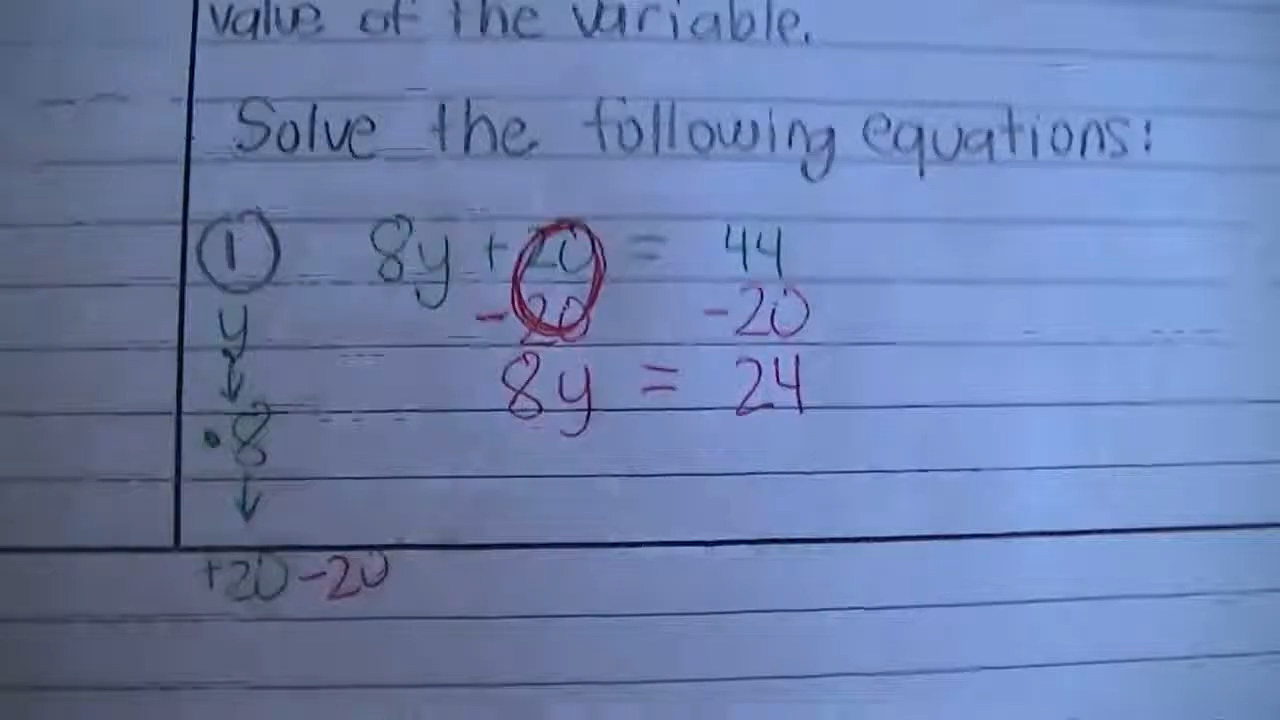 value of the variable.
Solve the following equations:
① 8y + 20 = 44
- 20 - 20
y
↓
8y = 24
• 8
↓
+20 - 20